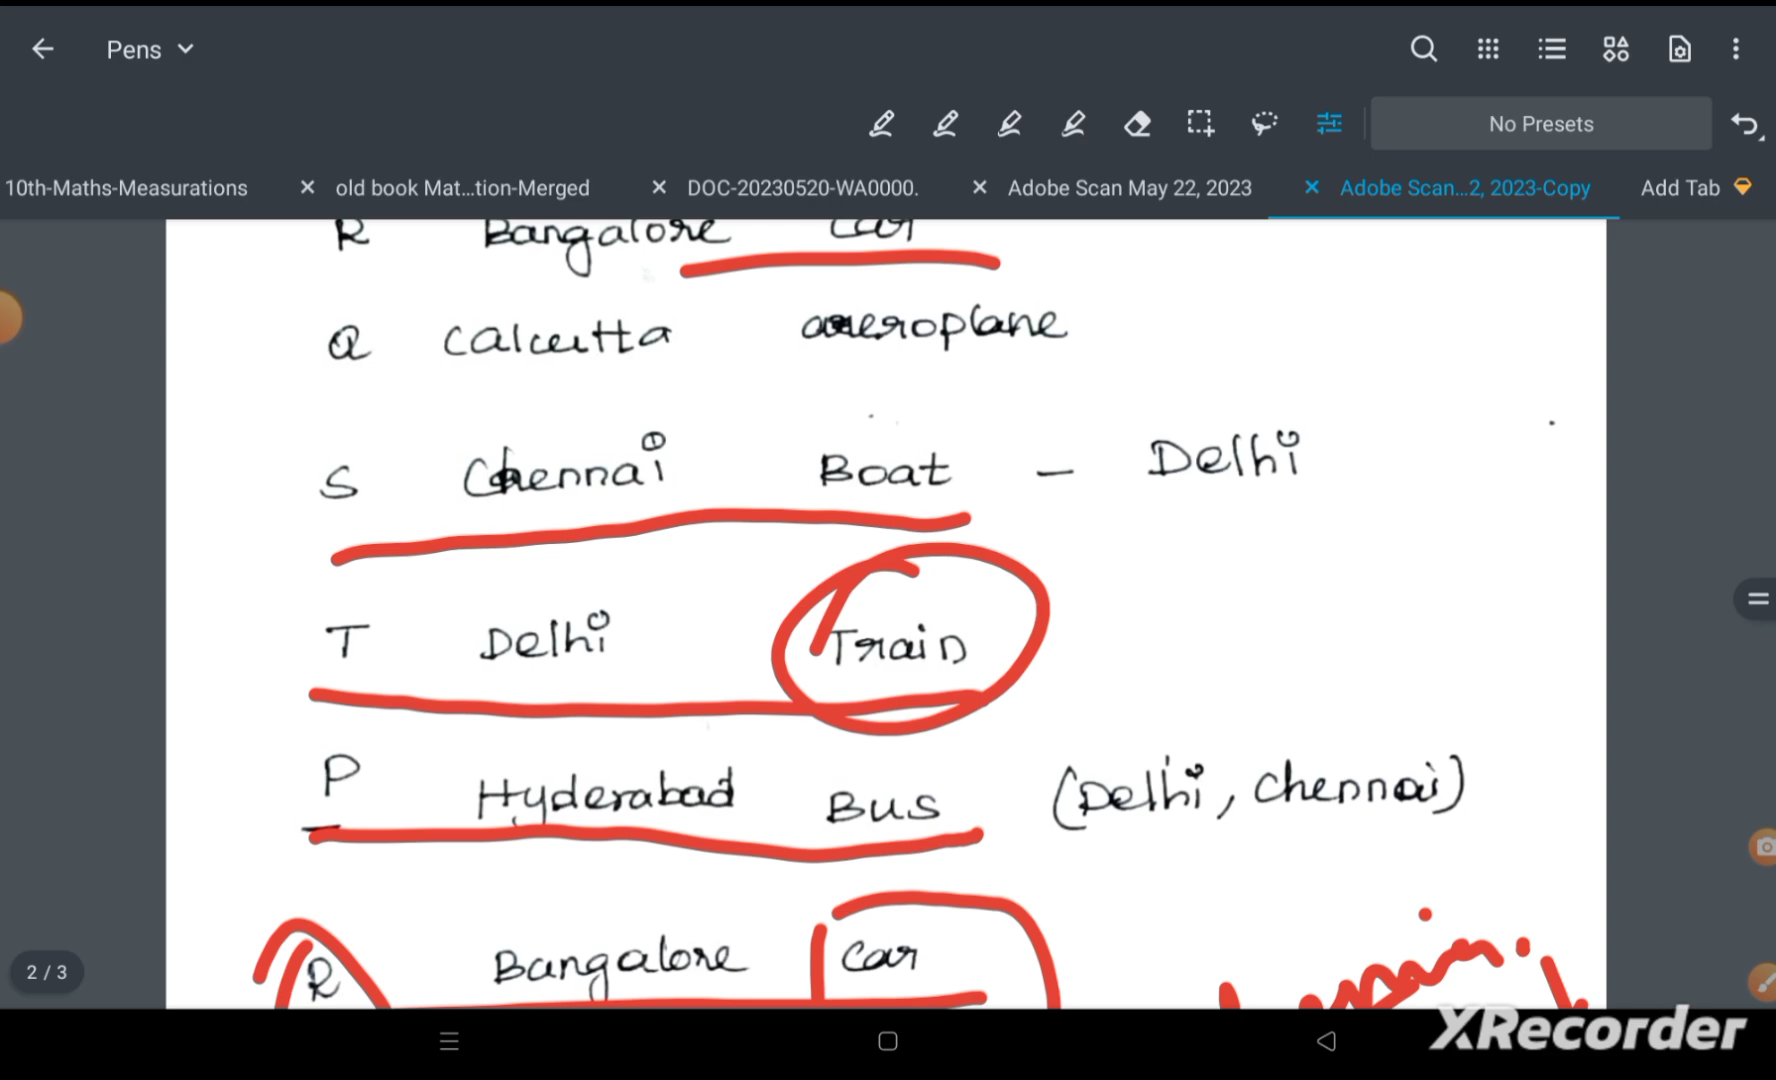 Pens
No Presets
10th-Maths-Measurations
old book Mat...tion-Merged
DOC-20230520-WA0000.
Adobe Scan May 22, 2023
Adobe Scan...2, 2023-Copy
Add Tab
R Bangalore Car
Q Calcutta aeroplane
S Chennai Boat - Delhi
T Delhi Train
P Hyderabad Bus (Delhi, Chennai)
R Bangalore Car
2 / 3
XRecorder